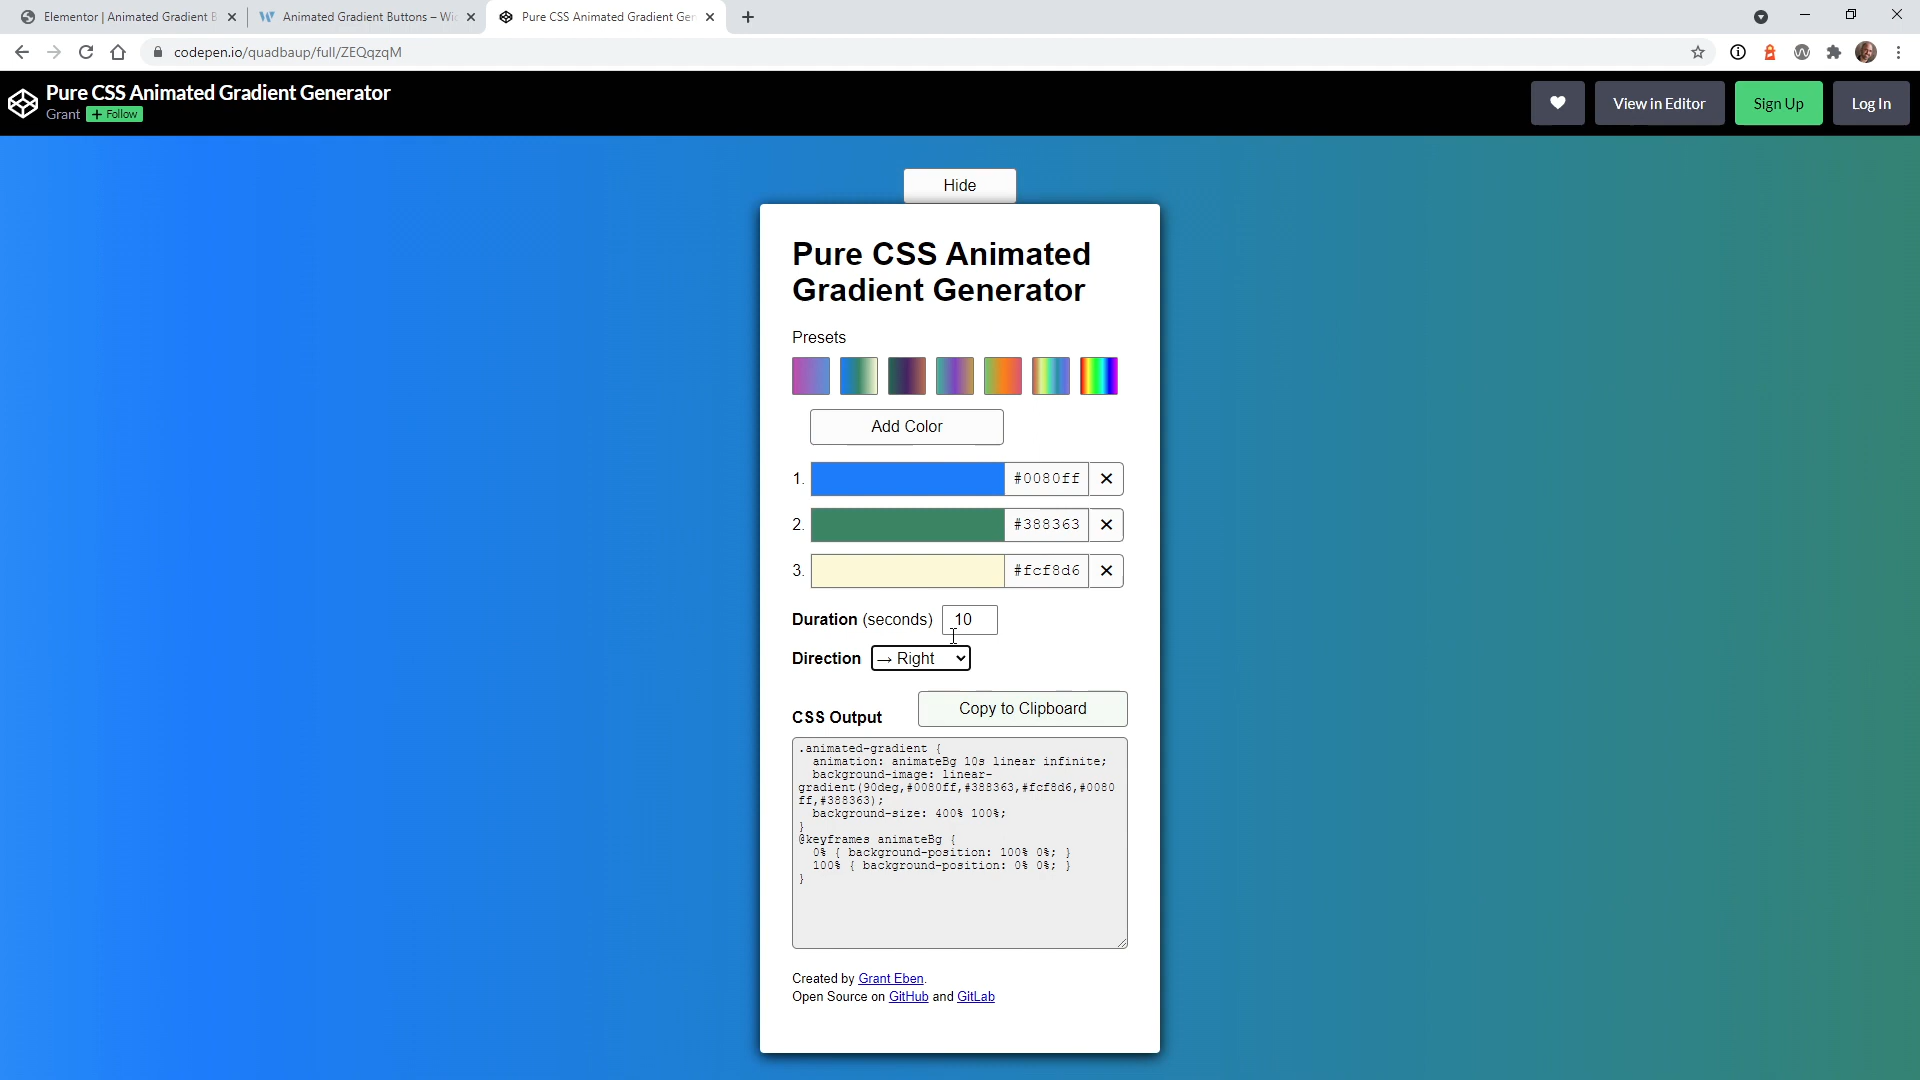 Elementor | Animated Gradient B
Animated Gradient Buttons – Wic
Pure CSS Animated Gradient Gen
codepen.io/quadbaup/full/ZEQqzqM
Pure CSS Animated Gradient Generator
Grant + Follow
View in Editor
Sign Up
Log In
Hide
Pure CSS Animated
Gradient Generator
Presets
Add Color
1. #0080ff ✕
2. #388363 ✕
3. #fcf8d6 ✕
Duration (seconds) 10
Direction → Right
CSS Output
Copy to Clipboard
.animated-gradient {
animation: animateBg 10s linear infinite;
background-image: linear-
gradient(90deg,#0080ff,#388363,#fcf8d6,#0080
ff,#388363);
background-size: 400% 100%;
}
@keyframes animateBg {
0% { background-position: 100% 0%; }
100% { background-position: 0% 0%; }
}
Created by Grant Eben.
Open Source on GitHub and GitLab